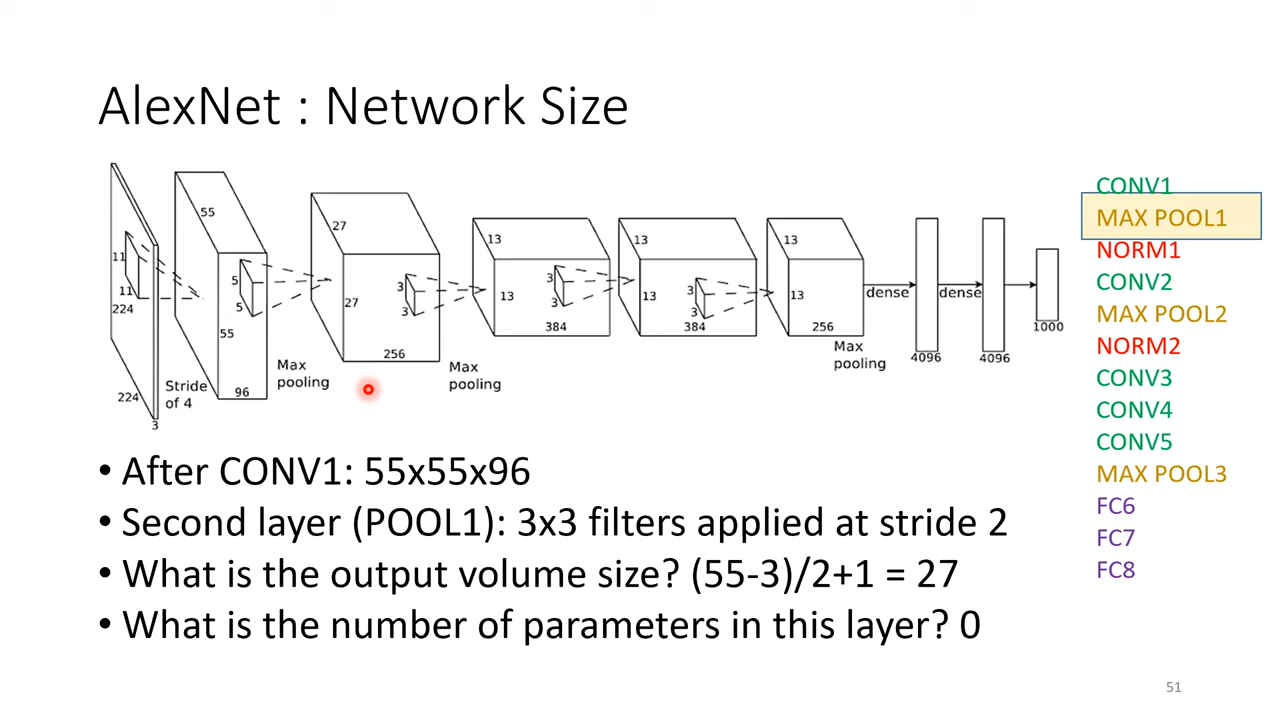 AlexNet : Network Size
11
11
224
224
3
Stride
of 4
55
55
96
5
5
Max
pooling
27
27
256
3
3
Max
pooling
13
13
384
3
3
13
13
384
3
3
13
13
256
Max
pooling
dense
4096
dense
4096
1000
CONV1
MAX POOL1
NORM1
CONV2
MAX POOL2
NORM2
CONV3
CONV4
CONV5
MAX POOL3
FC6
FC7
FC8
• After CONV1: 55x55x96
• Second layer (POOL1): 3x3 filters applied at stride 2
• What is the output volume size? (55-3)/2+1 = 27
• What is the number of parameters in this layer? 0
51